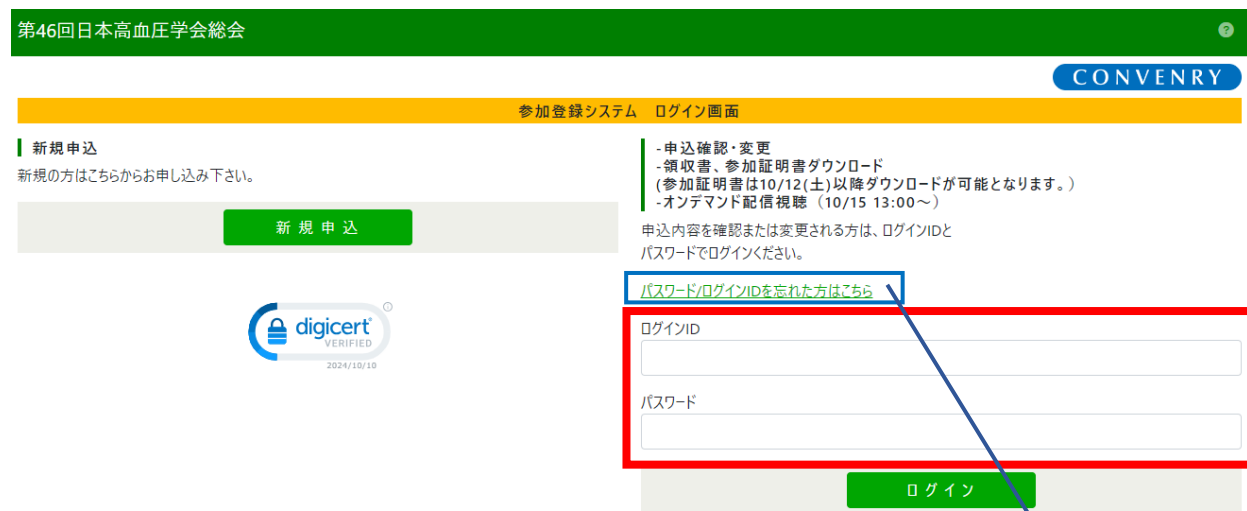 第46回日本高血圧学会総会
?
CONVENRY
参加登録システム ログイン画面
新規申込
新規の方はこちらからお申し込み下さい。
新規申込
digicert
VERIFIED
2024/10/10
-申込確認・変更
-領収書、参加証明書ダウンロード
(参加証明書は10/12(土)以降ダウンロードが可能となります。)
-オンデマンド配信視聴（10/15 13:00～）
申込内容を確認または変更される方は、ログインIDと
パスワードでログインください。
パスワード/ログインIDを忘れた方はこちら
ログインID
パスワード
ログイン